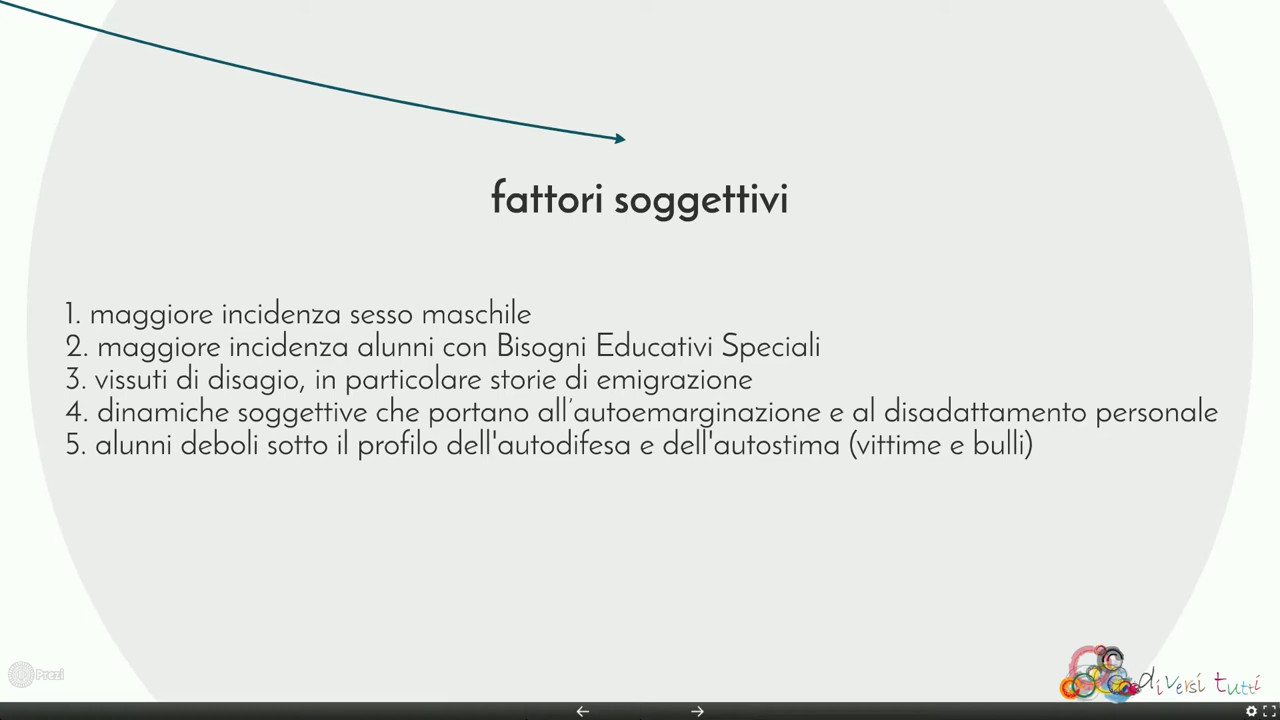 fattori soggettivi
1. maggiore incidenza sesso maschile
2. maggiore incidenza alunni con Bisogni Educativi Speciali
3. vissuti di disagio, in particolare storie di emigrazione
4. dinamiche soggettive che portano all'autoemarginazione e al disadattamento personale
5. alunni deboli sotto il profilo dell'autodifesa e dell'autostima (vittime e bulli)
Prezi
diversi tutti